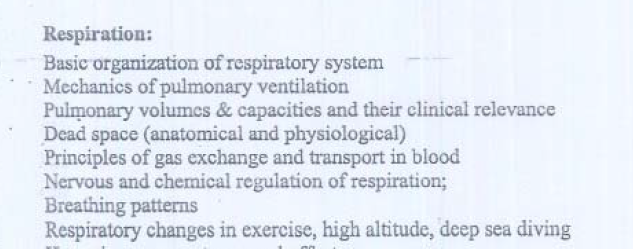 Respiration:
Basic organization of respiratory system
Mechanics of pulmonary ventilation
Pulmonary volumes & capacities and their clinical relevance
Dead space (anatomical and physiological)
Principles of gas exchange and transport in blood
Nervous and chemical regulation of respiration;
Breathing patterns
Respiratory changes in exercise, high altitude, deep sea diving